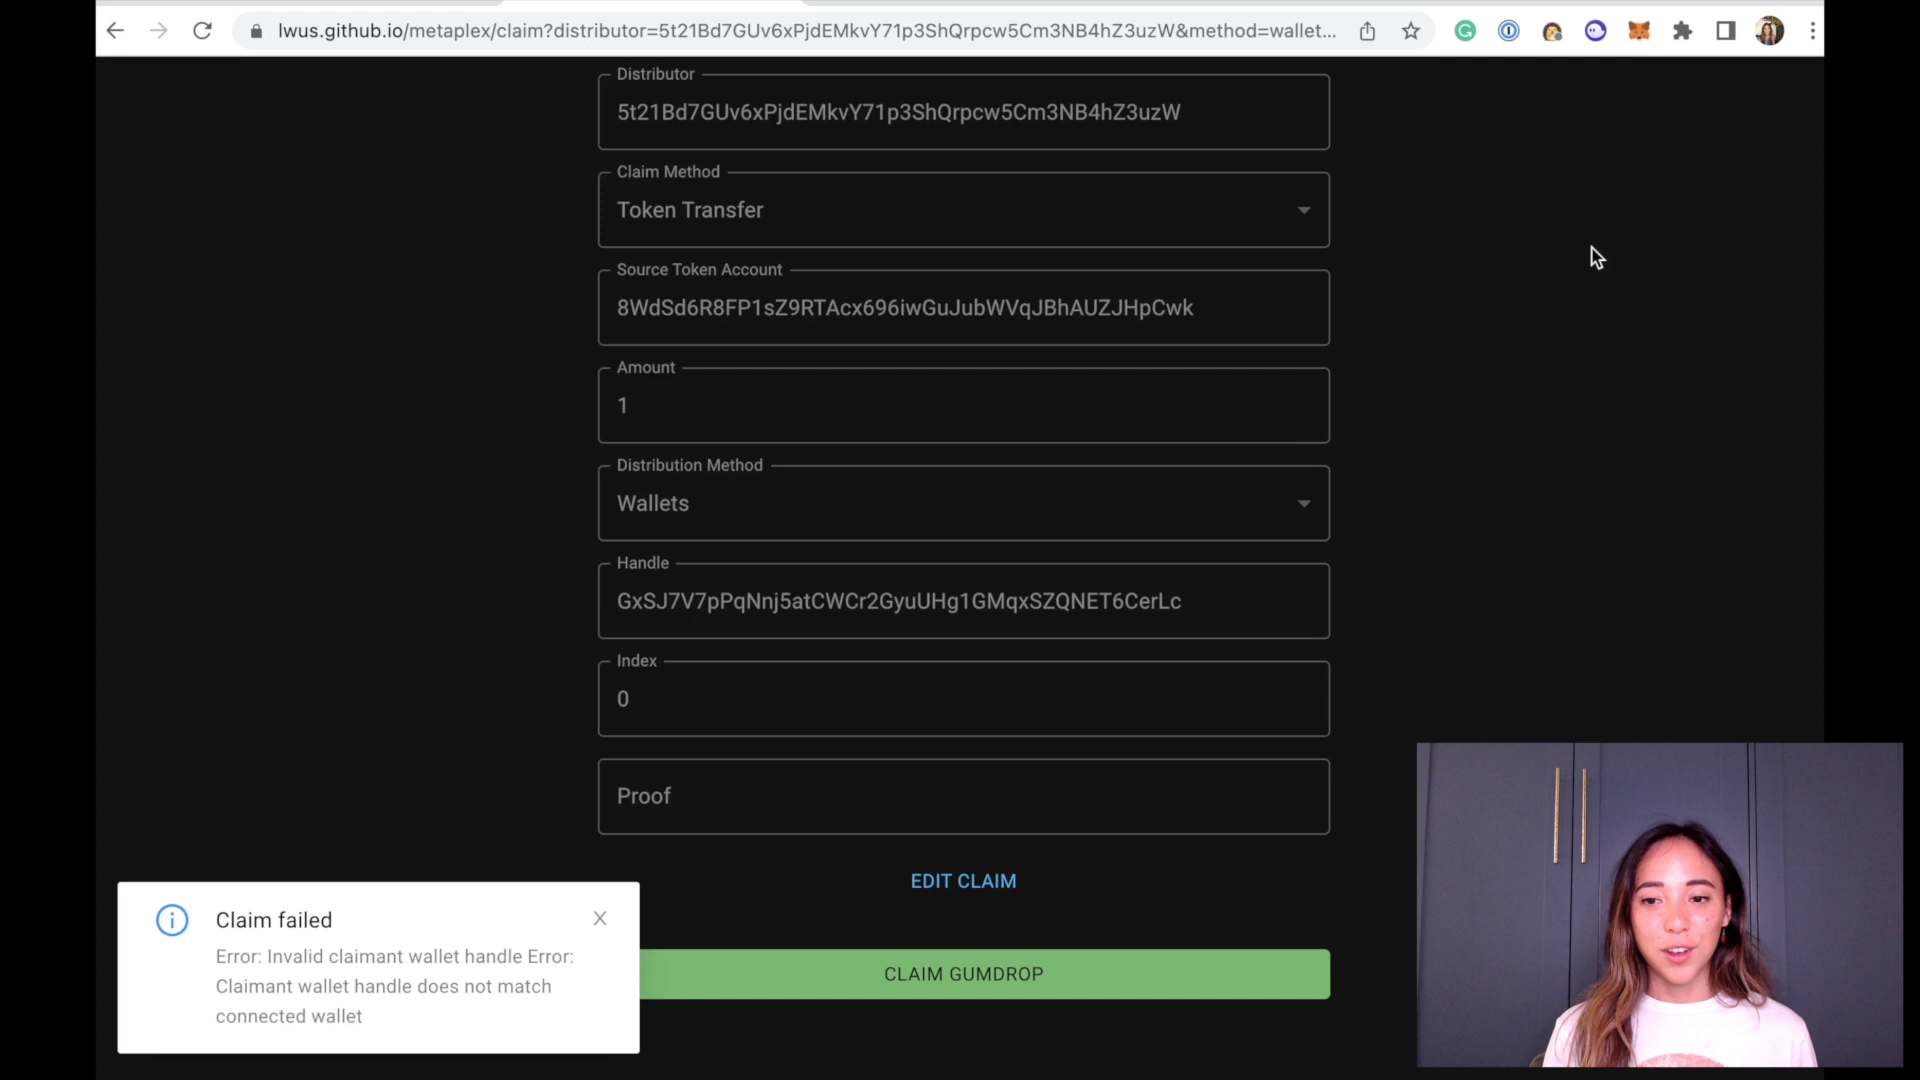 lwus.github.io/metaplex/claim?distributor=5t21Bd7GUv6xPjdEMkvY71p3ShQrpcw5Cm3NB4hZ3uzW&method=wallet...
Distributor
5t21Bd7GUv6xPjdEMkvY71p3ShQrpcw5Cm3NB4hZ3uzW
Claim Method
Token Transfer
Source Token Account
8WdSd6R8FP1sZ9RTAcx696iwGuJubWVqJBhAUZJHpCwk
Amount
1
Distribution Method
Wallets
Handle
GxSJ7V7pPqNnj5atCWCr2GyuUHg1GMqxSZQNET6CerLc
Index
0
Proof
EDIT CLAIM
CLAIM GUMDROP
Claim failed
Error: Invalid claimant wallet handle Error:
Claimant wallet handle does not match
connected wallet